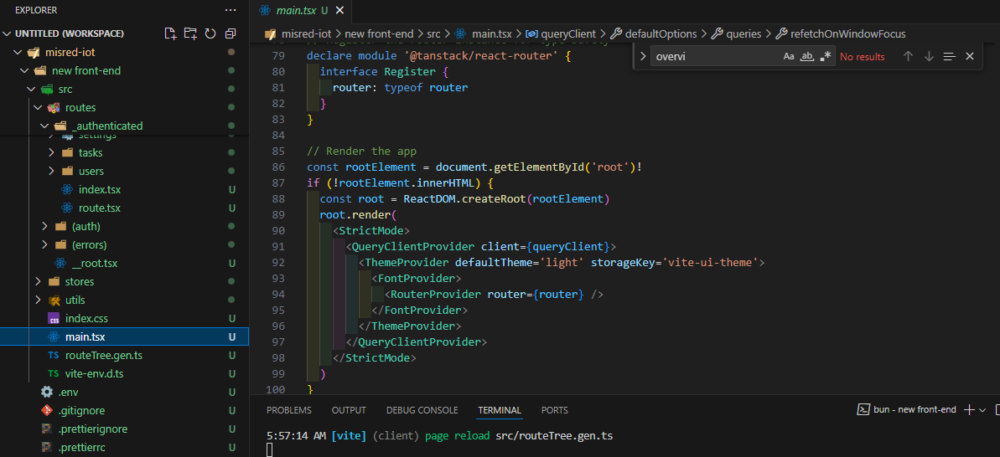 EXPLORER
UNTITLED (WORKSPACE)
misred-iot
new front-end
src
routes
_authenticated
settings
tasks
users
index.tsx U
route.tsx U
(auth)
(errors)
__root.tsx U
stores
utils
index.css U
main.tsx U
TS routeTree.gen.ts U
TS vite-env.d.ts U
.env U
.gitignore U
.prettierignore U
.prettierrc U
main.tsx U
misred-iot > new front-end > src > main.tsx > queryClient > defaultOptions > queries > refetchOnWindowFocus
overvi Aa ab .* No results
79 declare module '@tanstack/react-router' {
80 interface Register {
81 router: typeof router
82 }
83 }
84
85 // Render the app
86 const rootElement = document.getElementById('root')!
87 if (!rootElement.innerHTML) {
88 const root = ReactDOM.createRoot(rootElement)
89 root.render(
90 <StrictMode>
91 <QueryClientProvider client={queryClient}>
92 <ThemeProvider defaultTheme='light' storageKey='vite-ui-theme'>
93 <FontProvider>
94 <RouterProvider router={router} />
95 </FontProvider>
96 </ThemeProvider>
97 </QueryClientProvider>
98 </StrictMode>
99 )
100 }
PROBLEMS OUTPUT DEBUG CONSOLE TERMINAL PORTS
bun - new front-end
5:57:14 AM [vite] (client) page reload src/routeTree.gen.ts